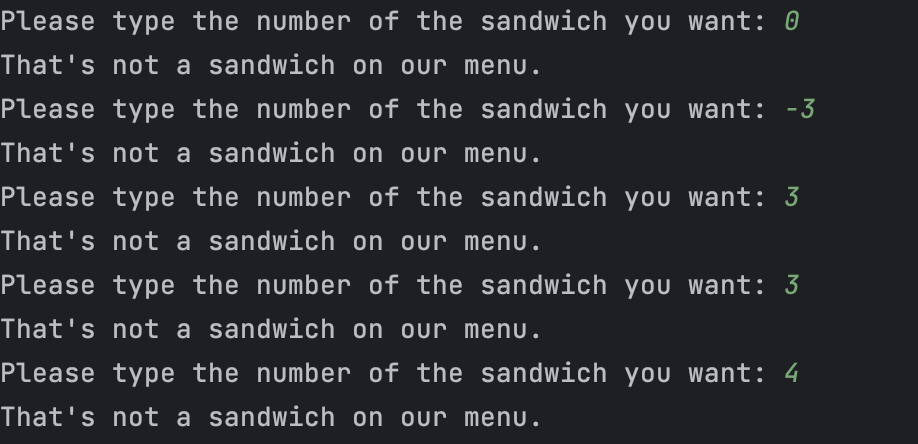 Please type the number of the sandwich you want: 0
That's not a sandwich on our menu.
Please type the number of the sandwich you want: -3
That's not a sandwich on our menu.
Please type the number of the sandwich you want: 3
That's not a sandwich on our menu.
Please type the number of the sandwich you want: 3
That's not a sandwich on our menu.
Please type the number of the sandwich you want: 4
That's not a sandwich on our menu.